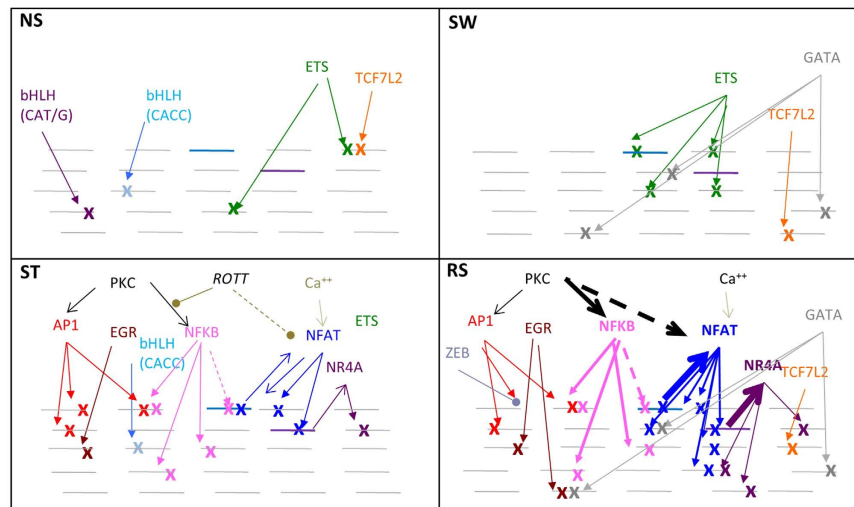 NS
ETS
TCF7L2
bHLH
(CAT/G)
bHLH
(CACC)
X X
X
X
X
SW
GATA
ETS
TCF7L2
X
X
X
X
X
X
X
X
ST
PKC
ROTT
Ca++
AP1
EGR
bHLH
(CACC)
NFKB
NFAT
ETS
NR4A
X
X X
X X
X
X
X
X
X
X
X
X
RS
PKC
Ca++
GATA
AP1
EGR
NFKB
NFAT
ZEB
NR4A
TCF7L2
X X
X X
X
X
X X
X
X
X
X
X
X
X
X
X X
X
X X
X